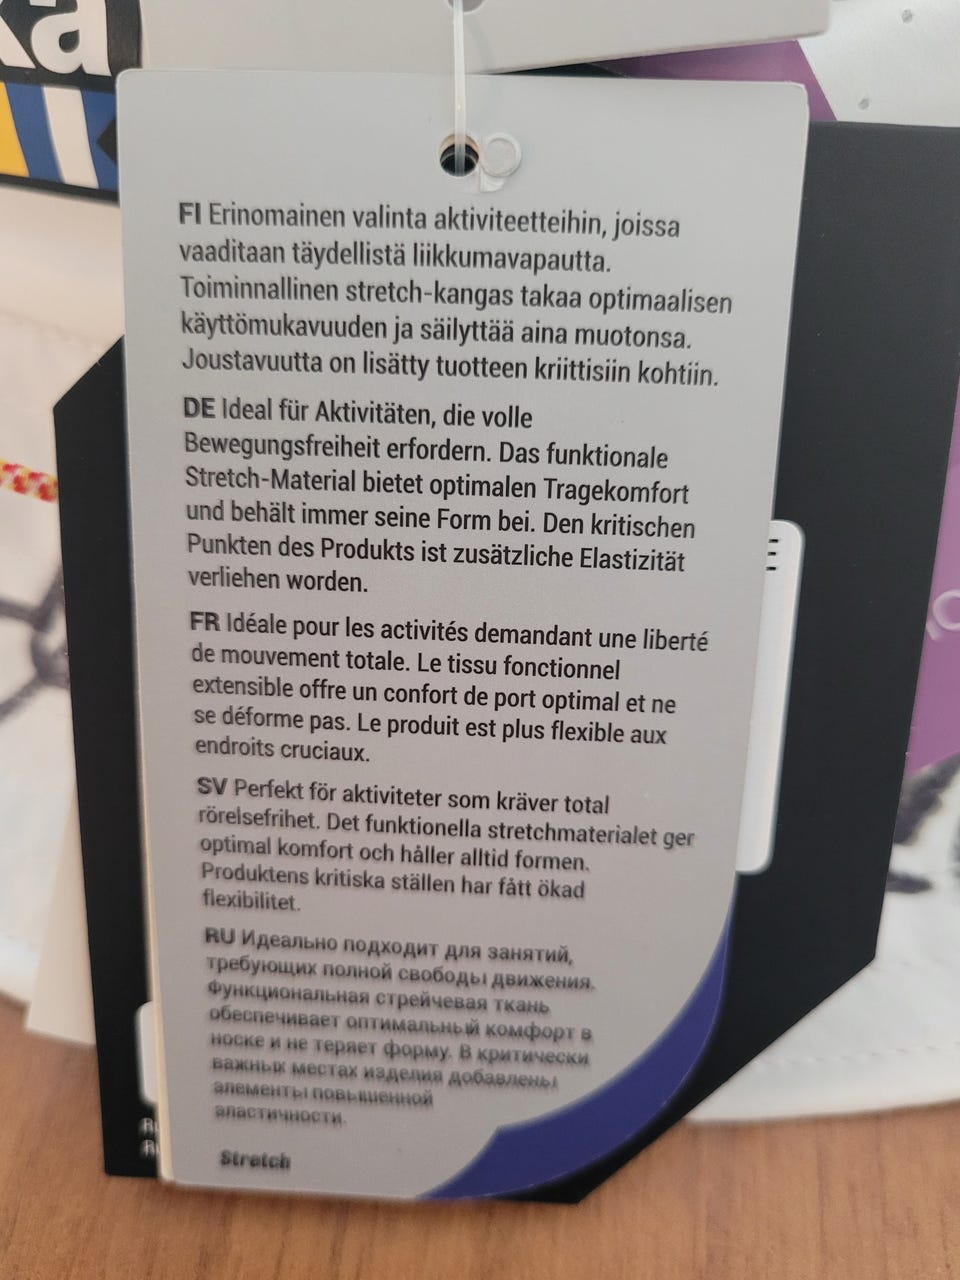 ka
FI Erinomainen valinta aktiviteetteihin, joissa
vaaditaan täydellistä liikkumavapautta.
Toiminnallinen stretch-kangas takaa optimaalisen
käyttömukavuuden ja säilyttää aina muotonsa.
Joustavuutta on lisätty tuotteen kriittisiin kohtiin.
DE Ideal für Aktivitäten, die volle
Bewegungsfreiheit erfordern. Das funktionale
Stretch-Material bietet optimalen Tragekomfort
und behält immer seine Form bei. Den kritischen
Punkten des Produkts ist zusätzliche Elastizität
verliehen worden.
FR Idéale pour les activités demandant une liberté
de mouvement totale. Le tissu fonctionnel
extensible offre un confort de port optimal et ne
se déforme pas. Le produit est plus flexible aux
endroits cruciaux.
SV Perfekt för aktiviteter som kräver total
rörelsefrihet. Det funktionella stretchmaterialet ger
optimal komfort och håller alltid formen.
Produktens kritiska ställen har fått ökad
flexibilitet.
RU Идеально подходит для занятий,
требующих полной свободы движения.
Функциональная стрейчевая ткань
обеспечивает оптимальный комфорт в
носке и не теряет форму. В критически
важных местах изделия добавлены
элементы повышенной
эластичности.
Stretch
E